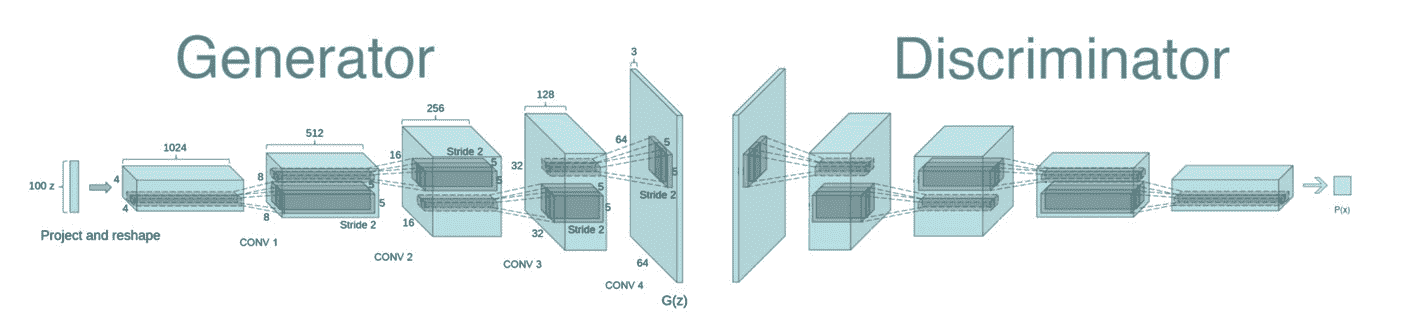 Generator
Discriminator
100 z
Project and reshape
1024
4
4
512
8
8
5
5
Stride 2
CONV 1
256
16
16
Stride 2
5
5
CONV 2
128
32
32
5
5
Stride 2
CONV 3
3
64
64
5
5
Stride 2
CONV 4
G(z)
P(x)